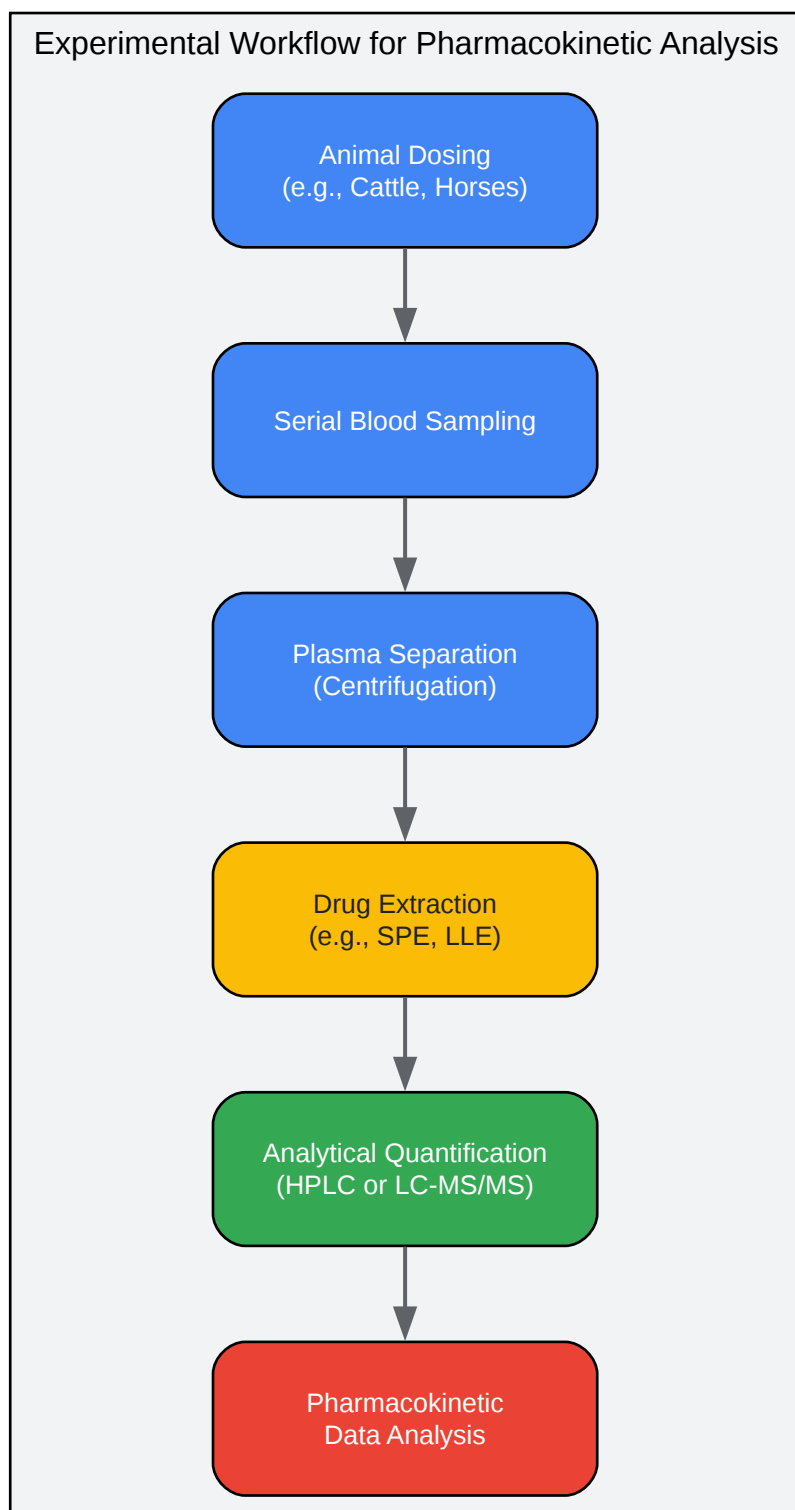 Experimental Workflow for Pharmacokinetic Analysis
Animal Dosing
(e.g., Cattle, Horses)
Serial Blood Sampling
Plasma Separation
(Centrifugation)
Drug Extraction
(e.g., SPE, LLE)
Analytical Quantification
(HPLC or LC-MS/MS)
Pharmacokinetic
Data Analysis